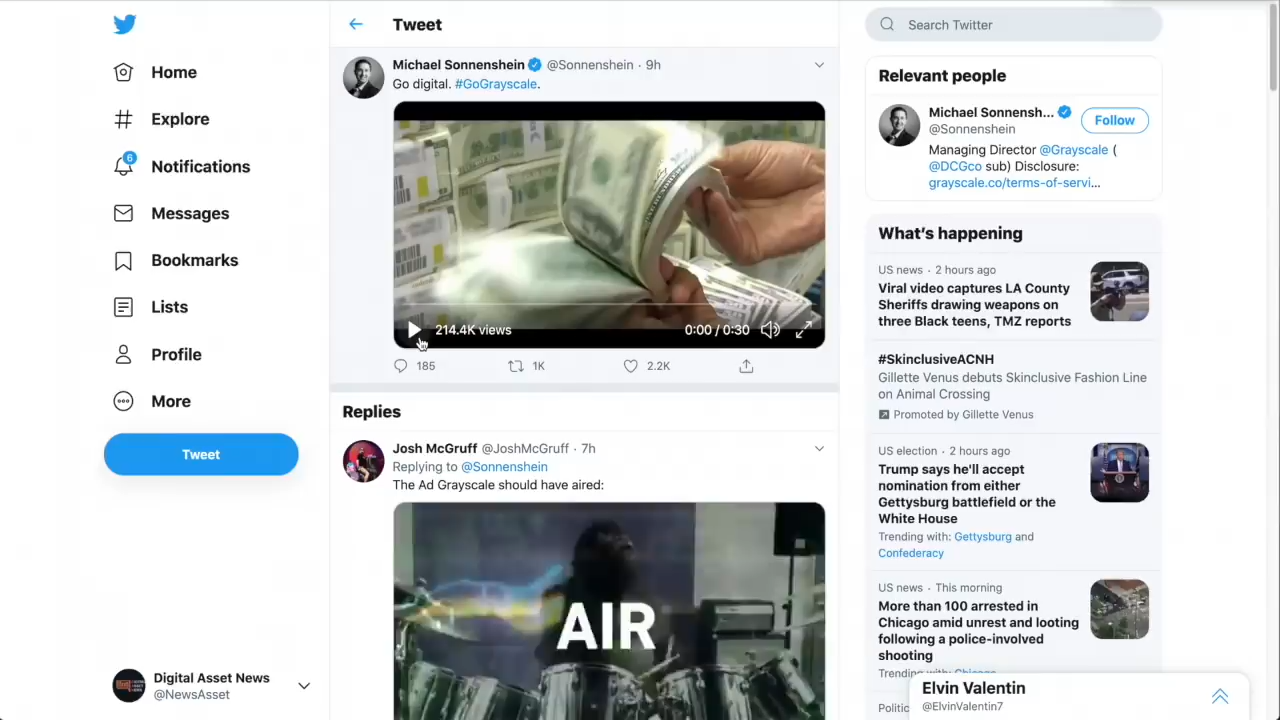 Home
Explore
6
Notifications
Messages
Bookmarks
Lists
Profile
More
Tweet
Digital Asset News
@NewsAsset
Tweet
Michael Sonnenshein @Sonnenshein · 9h
Go digital. #GoGrayscale.
214.4K views
0:00 / 0:30
185
1K
2.2K
Replies
Josh McGruff @JoshMcGruff · 7h
Replying to @Sonnenshein
The Ad Grayscale should have aired:
AIR
Search Twitter
Relevant people
Michael Sonnensh...
@Sonnenshein
Follow
Managing Director @Grayscale (
@DCGco sub) Disclosure:
grayscale.co/terms-of-servi...
What's happening
US news · 2 hours ago
Viral video captures LA County
Sheriffs drawing weapons on
three Black teens, TMZ reports
#SkinclusiveACNH
Gillette Venus debuts Skinclusive Fashion Line
on Animal Crossing
Promoted by Gillette Venus
US election · 2 hours ago
Trump says he'll accept
nomination from either
Gettysburg battlefield or the
White House
Trending with: Gettysburg and
Confederacy
US news · This morning
More than 100 arrested in
Chicago amid unrest and looting
following a police-involved
shooting
Trending with: Chicago
Politic
Elvin Valentin
@ElvinValentin7